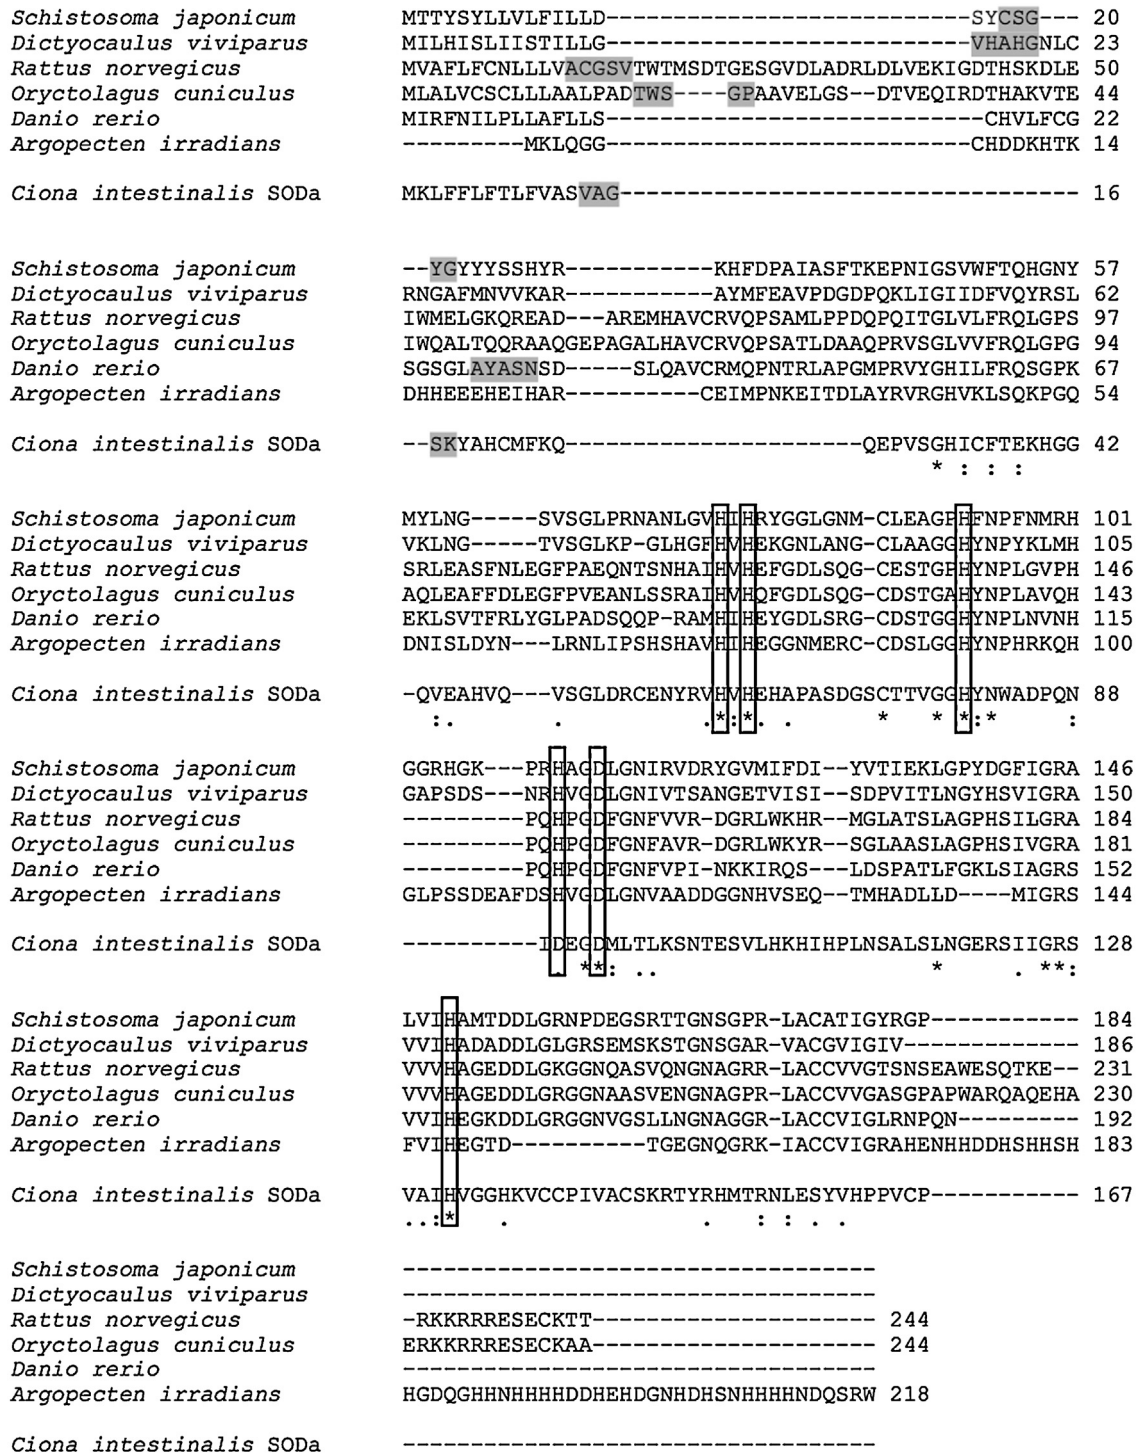 Schistosoma japonicum MTTYSYLLVLFILLD---------------------------SYCSG--- 20
Dictyocaulus viviparus MILHISLIISTILLG---------------------------VHAHGNLC 23
Rattus norvegicus MVAFLFCNLLLVACGSVTWTMSDTGESGVDLADRLDLVEKIGDTHSKDLE 50
Oryctolagus cuniculus MLALVCSCLLLAALPADTWS----GPAAVELGS--DTVEQIRDTHAKVTE 44
Danio rerio MIRFNILPLLAFLLS----------------------------CHVLFCG 22
Argopecten irradians ---------MKLQGG---------------------------CHDDKHTK 14
Ciona intestinalis SODa MKLFFLFTLFVASVAG---------------------------------- 16
Schistosoma japonicum --YGYYYSSHYR-----------KHFDPAIASFTKEPNIGSVWFTQHGNY 57
Dictyocaulus viviparus RNGAFMNVVKAR-----------AYMFEAVPDGDPQKLIGIIDFVQYRSL 62
Rattus norvegicus IWMELGKQREAD---AREMHAVCRVQPSAMLPPDQPQITGLVLFRQLGPS 97
Oryctolagus cuniculus IWQALTQQRAAQGEPAGALHAVCRVQPSATLDAAQPRVSGLVVFRQLGPG 94
Danio rerio SGSGLAYASNSD-----SLQAVCRMQPNTRLAPGMPRVYGHILFRQSGPK 67
Argopecten irradians DHHEEEHEIHAR----------CEIMPNKEITDLAYRVRGHVKLSQKPGQ 54
Ciona intestinalis SODa --SKYAHCMFKQ----------------------QEPVSGHICFTEKHGG 42
* : : :
Schistosoma japonicum MYLNG-----SVSGLPRNANLGVHIHRYGGLGNM-CLEAGPHFNPFNMRH 101
Dictyocaulus viviparus VKLNG-----TVSGLKP-GLHGFHVHEKGNLANG-CLAAGGHYNPYKLMH 105
Rattus norvegicus SRLEASFNLEGFPAEQNTSNHAIHVHEFGDLSQG-CESTGPHYNPLGVPH 146
Oryctolagus cuniculus AQLEAFFDLEGFPVEANLSSRAIHVHQFGDLSQG-CDSTGAHYNPLAVQH 143
Danio rerio EKLSVTFRLYGLPADSQQP-RAMHIHEYGDLSRG-CDSTGGHYNPLNVNH 115
Argopecten irradians DNISLDYN---LRNLIPSHSHAVHIHEGGNMERC-CDSLGGHYNPHRKQH 100
Ciona intestinalis SODa -QVEAHVQ---VSGLDRCENYRVHVHEHAPASDGSCTTVGGHYNWADPQN 88
:. . .*:*. . * * *:* :
Schistosoma japonicum GGRHGK---PRHAGDLGNIRVDRYGVMIFDI--YVTIEKLGPYDGFIGRA 146
Dictyocaulus viviparus GAPSDS---NRHVGDLGNIVTSANGETVISI--SDPVITLNGYHSVIGRA 150
Rattus norvegicus ---------PQHPGDFGNFVVR-DGRLWKHR--MGLATSLAGPHSILGRA 184
Oryctolagus cuniculus ---------PQHPGDFGNFAVR-DGRLWKYR--SGLAASLAGPHSIVGRA 181
Danio rerio ---------PQHPGDFGNFVPI-NKKIRQS---LDSPATLFGKLSIAGRS 152
Argopecten irradians GLPSSDEAFDSHVGDLGNVAADDGGNHVSEQ--TMHADLLD----MIGRS 144
Ciona intestinalis SODa ----------IDEGDMLTLKSNTESVLHKHIHPLNSALSLNGERSIIGRS 128
. **: .. * . **:
Schistosoma japonicum LVIHAMTDDLGRNPDEGSRTTGNSGPR-LACATIGYRGP----------- 184
Dictyocaulus viviparus VVIHADADDLGLGRSEMSKSTGNSGAR-VACGVIGIV------------- 186
Rattus norvegicus VVVHAGEDDLGKGGNQASVQNGNAGRR-LACCVVGTSNSEAWESQTKE-- 231
Oryctolagus cuniculus VVVHAGEDDLGRGGNAASVENGNAGPR-LACCVVGASGPAPWARQAQEHA 230
Danio rerio VVIHEGKDDLGRGGNVGSLLNGNAGGR-LACCVIGLRNPQN--------- 192
Argopecten irradians FVIHEGTD----------TGEGNQGRK-IACCVIGRAHENHHDDHSHHSH 183
Ciona intestinalis SODa VAIHVGGHKVCCPIVACSKRTYRHMTRNLESYVHPPVCP----------- 167
..:* . . : : . .
Schistosoma japonicum -----------------------------------
Dictyocaulus viviparus -----------------------------------
Rattus norvegicus -RKKRRRESECKTT--------------------- 244
Oryctolagus cuniculus ERKKRRRESECKAA--------------------- 244
Danio rerio -----------------------------------
Argopecten irradians HGDQGHHNHHHHDDHEHDGNHDHSNHHHHNDQSRW 218
Ciona intestinalis SODa -----------------------------------